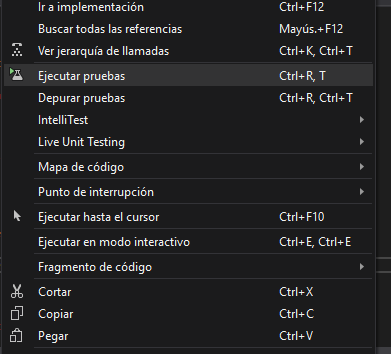 Ir a implementación Ctrl+F12
Buscar todas las referencias Mayús.+F12
Ver jerarquía de llamadas Ctrl+K, Ctrl+T
Ejecutar pruebas Ctrl+R, T
Depurar pruebas Ctrl+R, Ctrl+T
IntelliTest
Live Unit Testing
Mapa de código
Punto de interrupción
Ejecutar hasta el cursor Ctrl+F10
Ejecutar en modo interactivo Ctrl+E, Ctrl+E
Fragmento de código
Cortar Ctrl+X
Copiar Ctrl+C
Pegar Ctrl+V